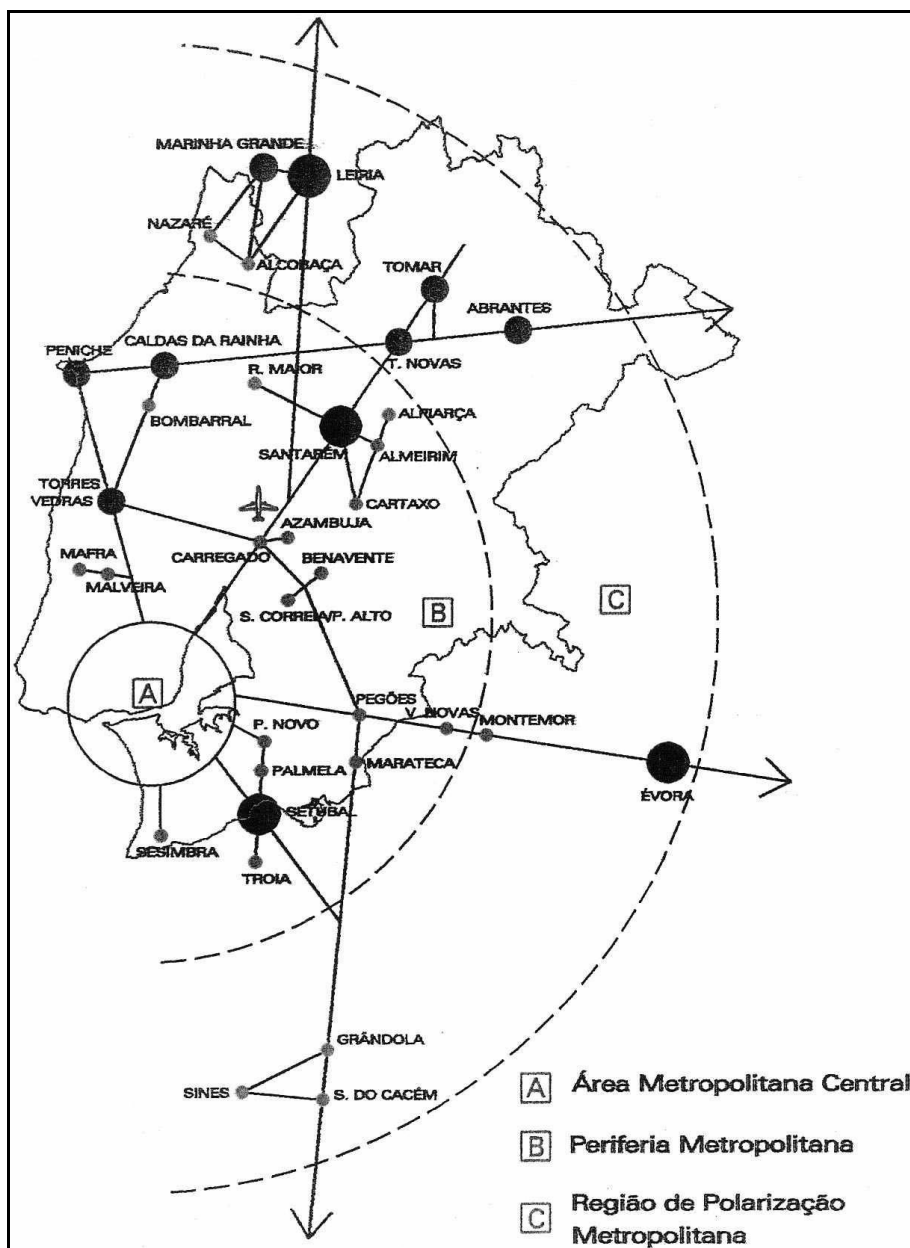 MARINHA GRANDE
LEIRIA
NAZARÉ
ALCOBAÇA
TOMAR
ABRANTES
CALDAS DA RAINHA
PENICHE
T. NOVAS
R. MAIOR
ALRIARÇA
BOMBARRAL
SANTARÉM
ALMEIRIM
TORRES
VEDRAS
CARTAXO
AZAMBUJA
CARREGADO
BENAVENTE
MAFRA
MALVEIRA
S. CORREIA/P. ALTO
B
C
A
PEGÕES
V. NOVAS
MONTEMOR
P. NOVO
PALMELA
MARATECA
ÉVORA
SETÚBAL
SESIMBRA
TROIA
GRÂNDOLA
SINES
S. DO CACÉM
A Área Metropolitana Central
B Periferia Metropolitana
C Região de Polarização
Metropolitana